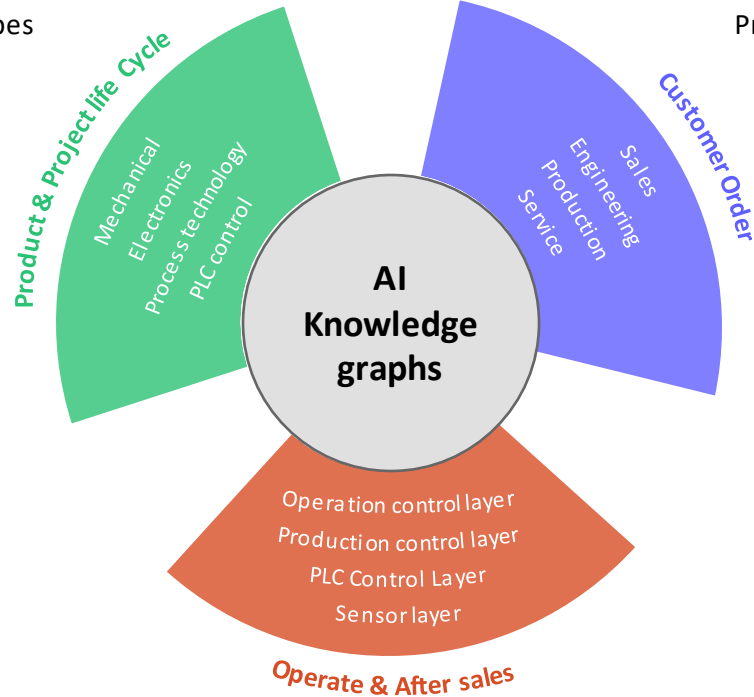 Product & Project life Cycle
Mechanical
Electronics
Process technology
PLC control
Customer Order
Sales
Engineering
Production
Service
AI
Knowledge
graphs
Operation control layer
Production control layer
PLC Control Layer
Sensor layer
Operate & After sales